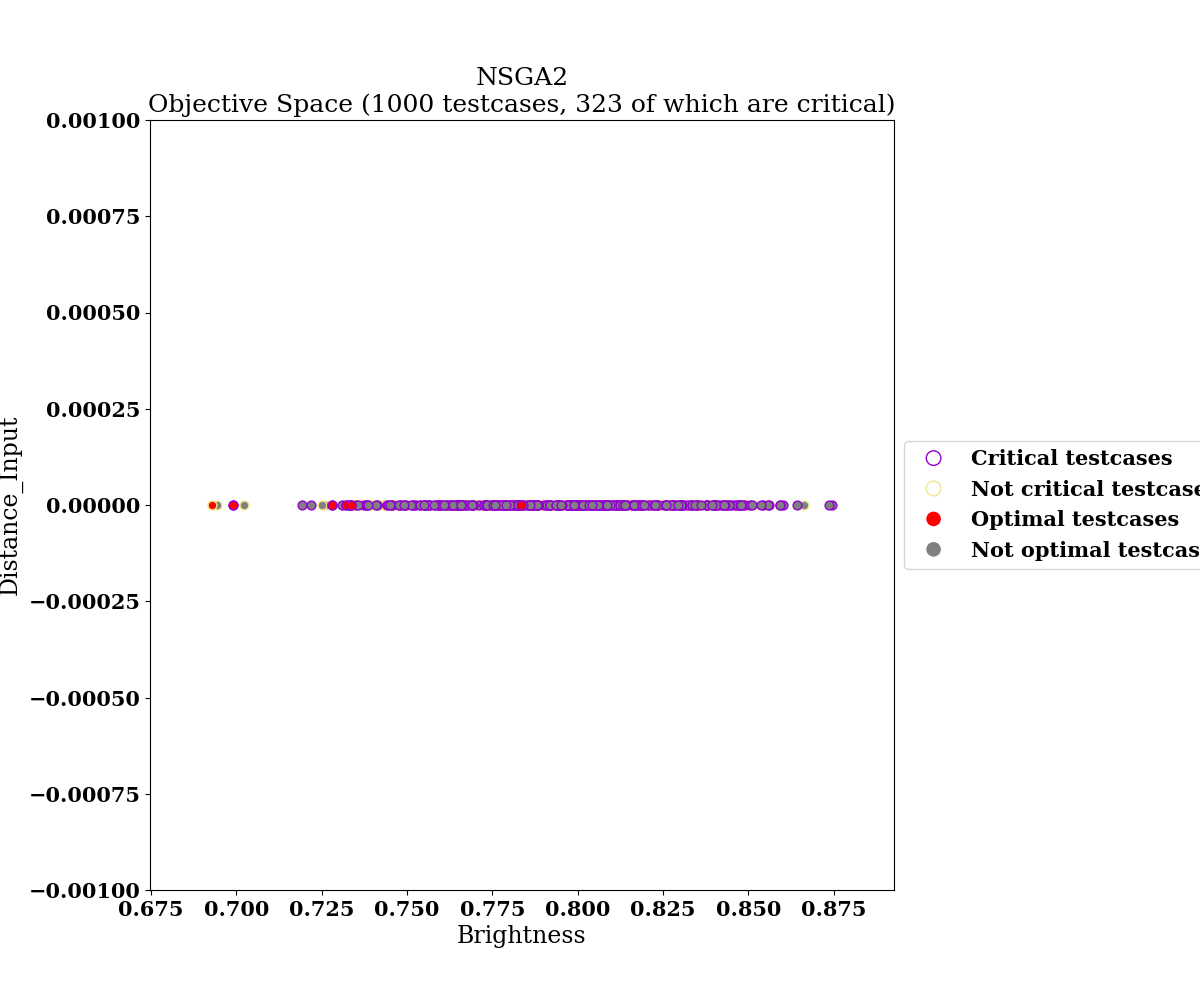 NSGA2
Objective Space (1000 testcases, 323 of which are critical)
0.00100
0.00075
0.00050
0.00025
0.00000
−0.00025
−0.00050
−0.00075
−0.00100
Distance_Input
0.675 0.700 0.725 0.750 0.775 0.800 0.825 0.850 0.875
Brightness
Critical testcases
Not critical testcase
Optimal testcases
Not optimal testcas